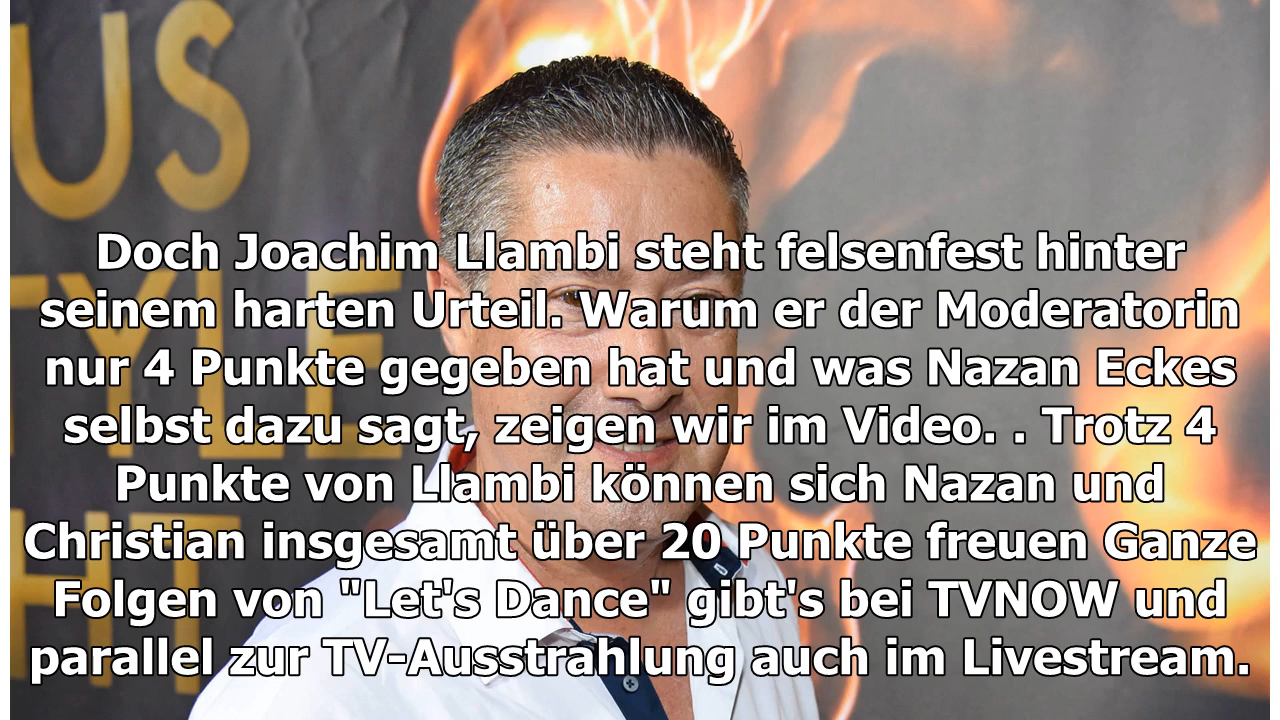 US
TYLE
HT
Doch Joachim Llambi steht felsenfest hinter
seinem harten Urteil. Warum er der Moderatorin
nur 4 Punkte gegeben hat und was Nazan Eckes
selbst dazu sagt, zeigen wir im Video. . Trotz 4
Punkte von Llambi können sich Nazan und
Christian insgesamt über 20 Punkte freuen Ganze
Folgen von "Let's Dance" gibt's bei TVNOW und
parallel zur TV-Ausstrahlung auch im Livestream.